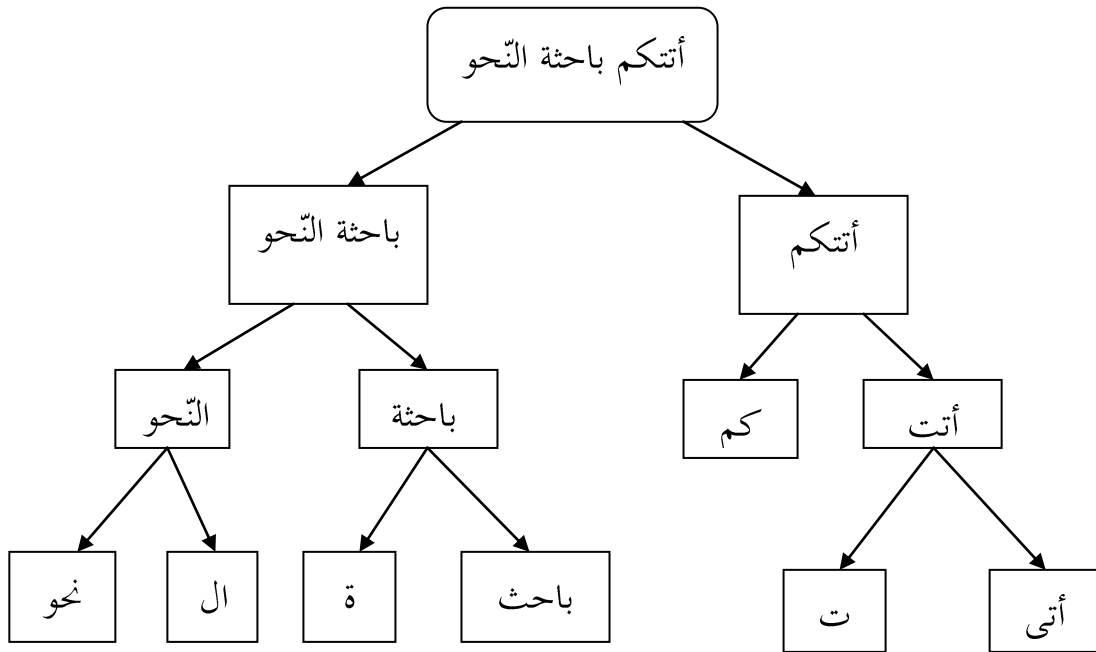 أتتكم باحثة النّحو
أتتكم
باحثة النّحو
أتت
كم
باحثة
النّحو
أتى
ت
باحث
ة
ال
نحو